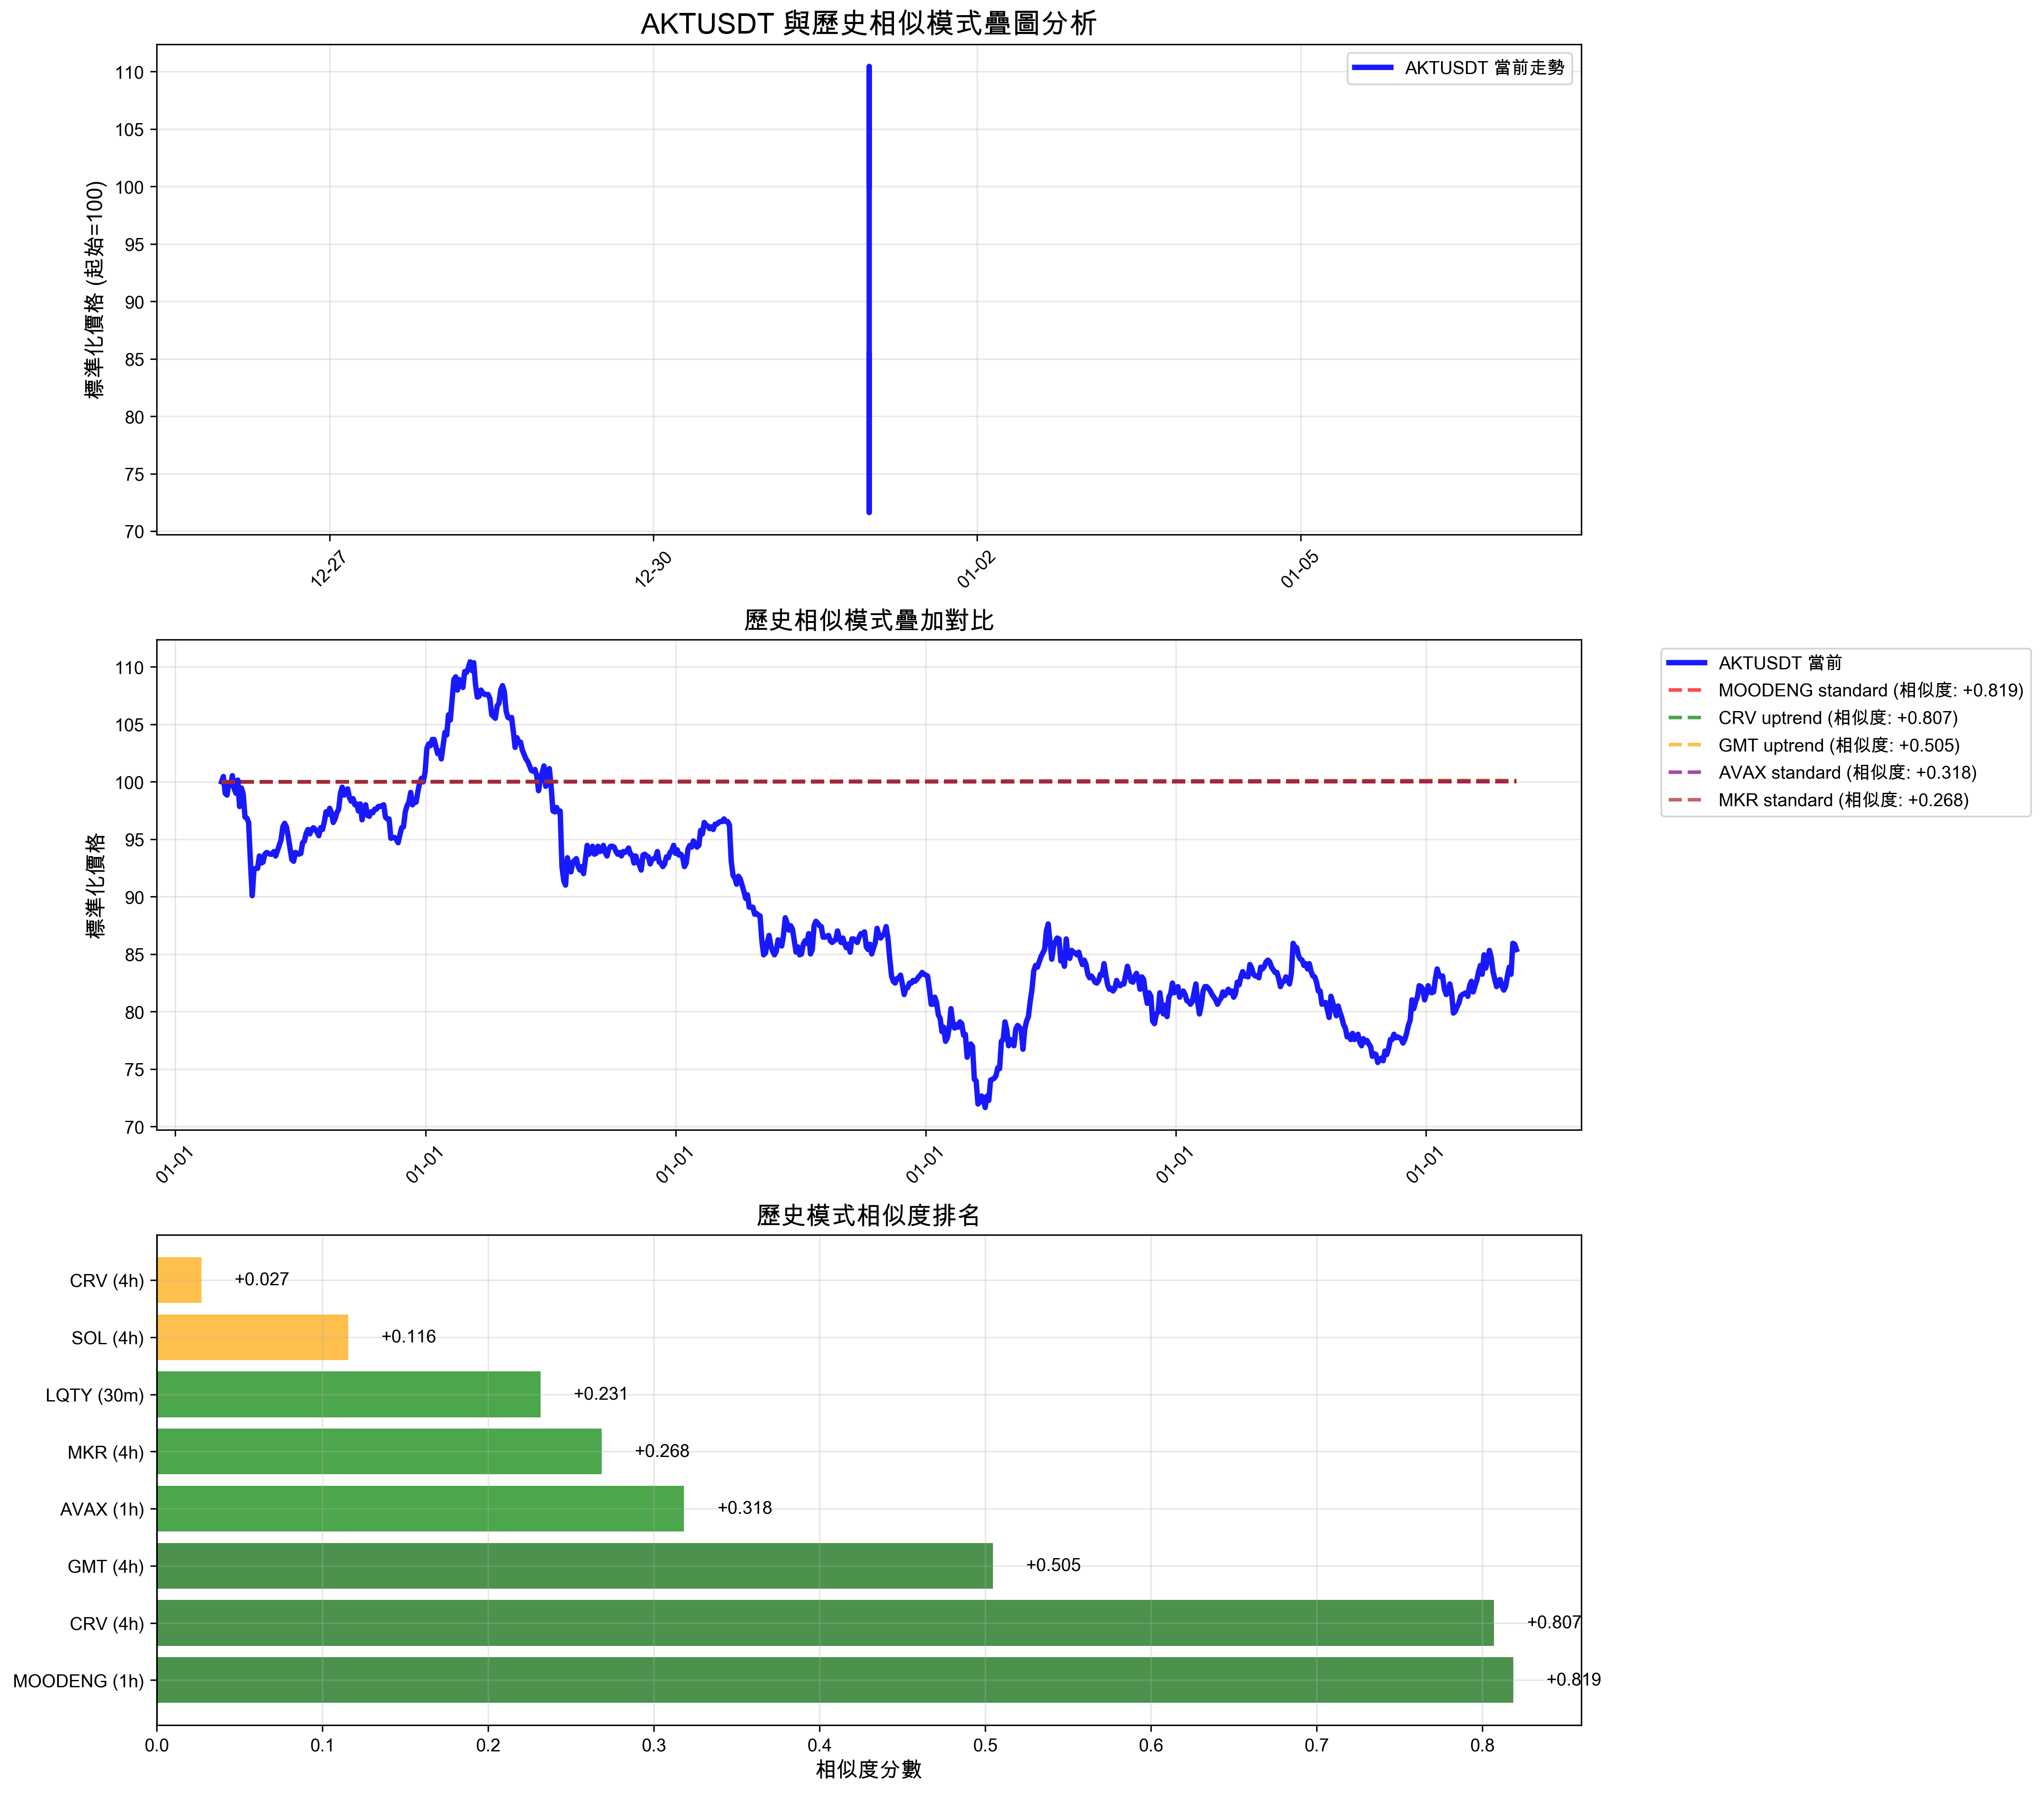 AKTUSDT 與歷史相似模式疊圖分析
AKTUSDT 當前走勢
標準化價格 (起始=100)
110
105
100
95
90
85
80
75
70
12-27
12-30
01-02
01-05
歷史相似模式疊加對比
標準化價格
110
105
100
95
90
85
80
75
70
01-01
01-01
01-01
01-01
01-01
01-01
AKTUSDT 當前
MOODENG standard (相似度: +0.819)
CRV uptrend (相似度: +0.807)
GMT uptrend (相似度: +0.505)
AVAX standard (相似度: +0.318)
MKR standard (相似度: +0.268)
歷史模式相似度排名
CRV (4h) +0.027
SOL (4h) +0.116
LQTY (30m) +0.231
MKR (4h) +0.268
AVAX (1h) +0.318
GMT (4h) +0.505
CRV (4h) +0.807
MOODENG (1h) +0.819
0.0 0.1 0.2 0.3 0.4 0.5 0.6 0.7 0.8
相似度分數